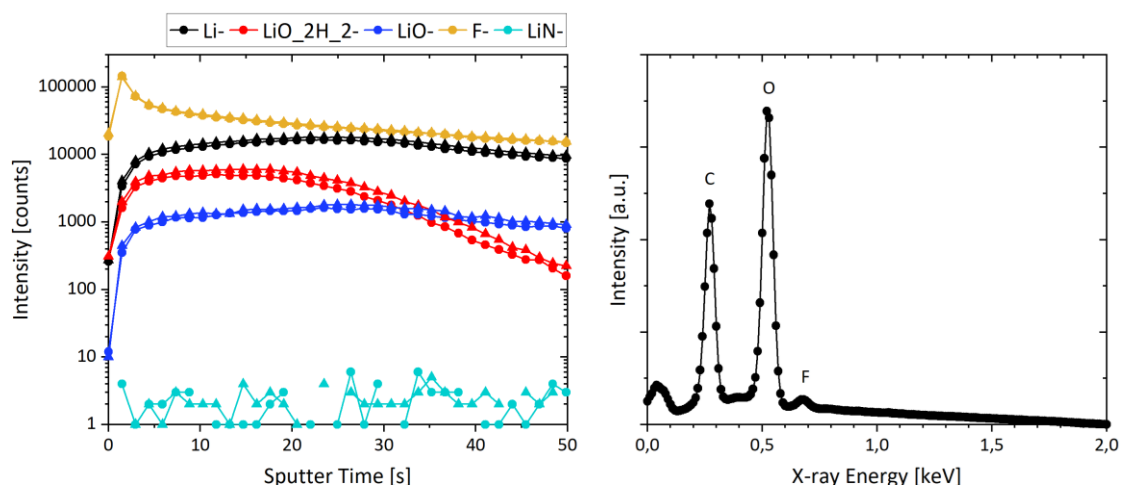 Li- LiO_2H_2- LiO- F- LiN-
100000
10000
1000
100
10
1
Intensity [counts]
0 10 20 30 40 50
Sputter Time [s]
C
O
F
Intensity [a.u.]
0,0 0,5 1,0 1,5 2,0
X-ray Energy [keV]